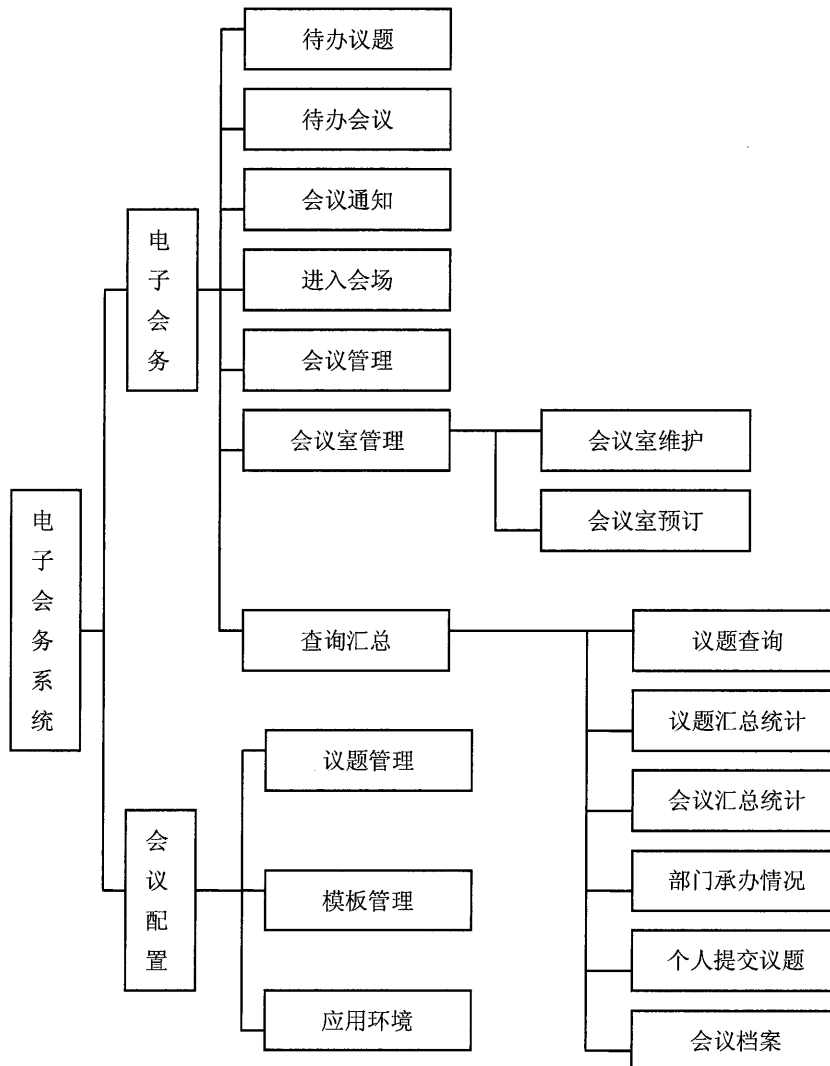 待办议题
待办会议
会议通知
进入会场
会议管理
会议室管理
会议室维护
会议室预订
查询汇总
议题查询
议题汇总统计
会议汇总统计
部门承办情况
个人提交议题
会议档案
电子会务
电子会务系统
会议配置
议题管理
模板管理
应用环境